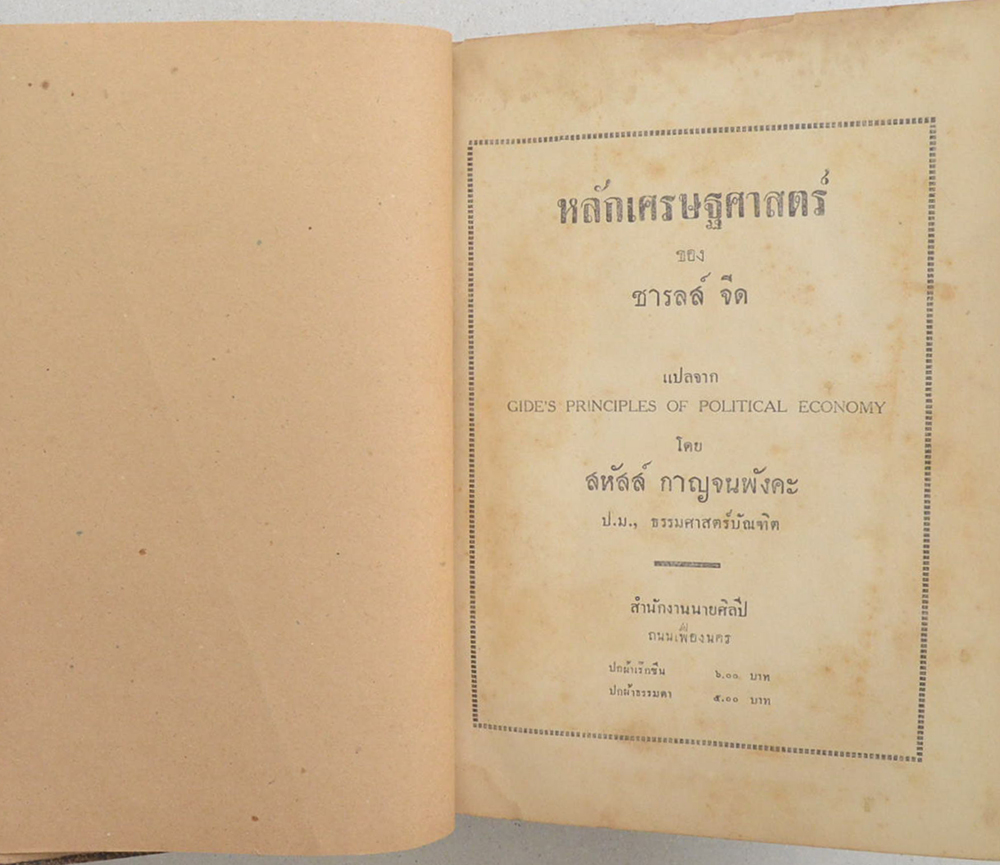 หลักเศรษฐศาสตร์
ของ
ชารลส์ จีด
แปลจาก
GIDE'S PRINCIPLES OF POLITICAL ECONOMY
โดย
สหัสส์ กาญจนพังคะ
ป.ม., ธรรมศาสตร์บัณฑิต
สำนักงานนายศิลปี
ถนนเฟื่องนคร
ปกผ้าเร็กซีน ๖.๐๐ บาท
ปกผ้าธรรมดา ๕.๐๐ บาท